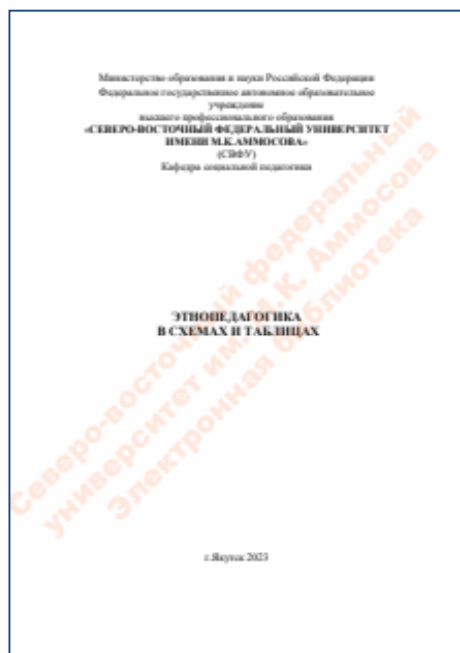 Министерство образования и науки Российской Федерации
Федеральное государственное автономное образовательное
учреждение
высшего профессионального образования
«СЕВЕРО-ВОСТОЧНЫЙ ФЕДЕРАЛЬНЫЙ УНИВЕРСИТЕТ
ИМЕНИ М.К.АММОСОВА»
(СВФУ)
Кафедра социальной педагогики
ЭТНОПЕДАГОГИКА
В СХЕМАХ И ТАБЛИЦАХ
г.Якутск 2023
Северо-восточный федеральный
университет им. М.К. Аммосова
Электронная библиотека